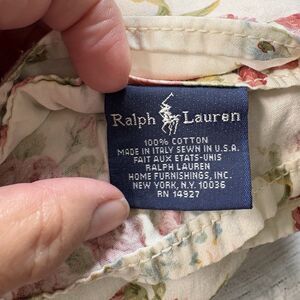 Ralph Lauren
100% COTTON
MADE IN ITALY SEWN IN U.S.A.
FAIT AUX ETATS-UNIS
RALPH LAUREN
HOME FURNISHINGS, INC.
NEW YORK, N.Y. 10036
RN 14927